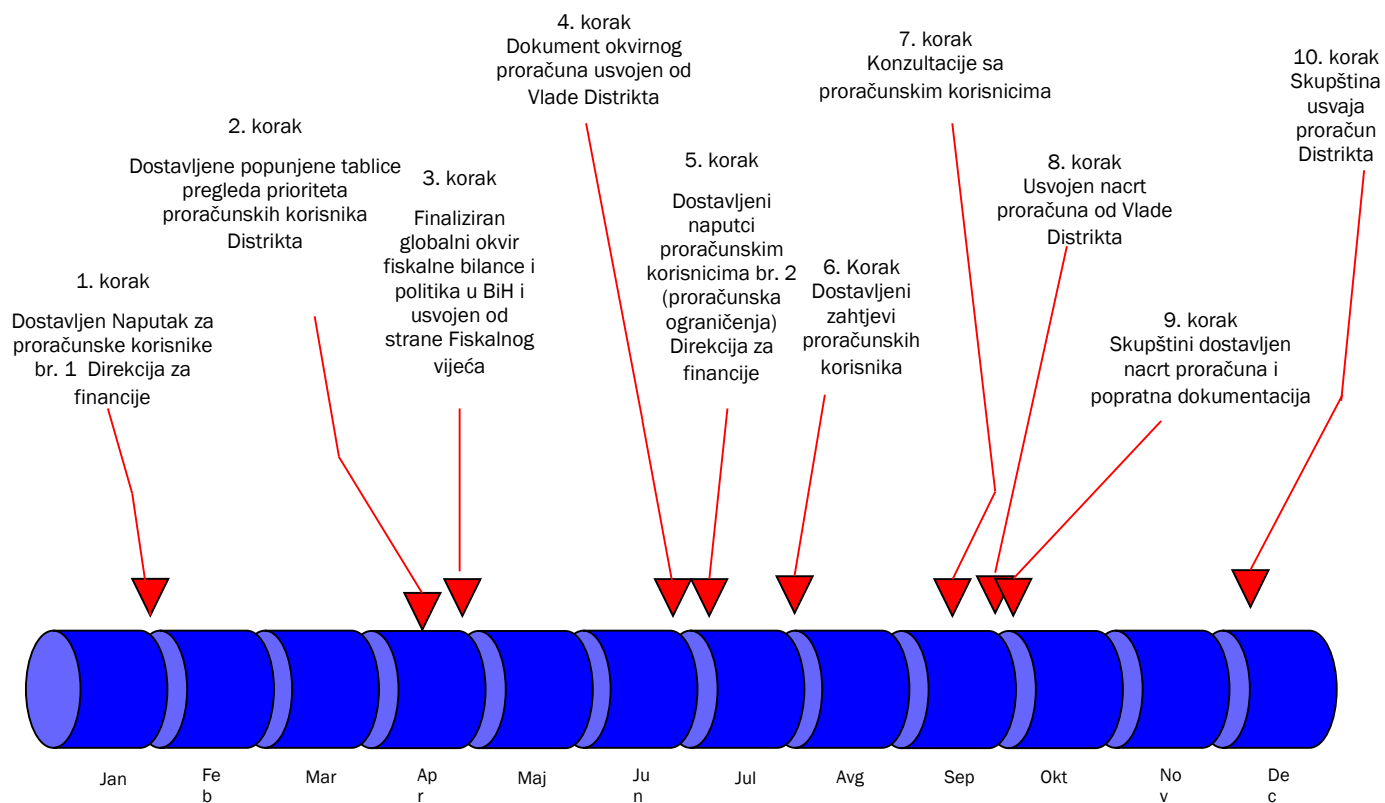 1. korak
Dostavljen Naputak za
proračunske korisnike
br. 1  Direkcija za
financije
2. korak
Dostavljene popunjene tablice
pregleda prioriteta
proračunskih korisnika
Distrikta
3. korak
Finaliziran
globalni okvir
fiskalne bilance i
politika u BiH i
usvojen od
strane Fiskalnog
vijeća
4. korak
Dokument okvirnog
proračuna usvojen od
Vlade Distrikta
5. korak
Dostavljeni
naputci
proračunskim
korisnicima br. 2
(proračunska
ograničenja)
Direkcija za
financije
6. Korak
Dostavljeni
zahtjevi
proračunskih
korisnika
7. korak
Konzultacije sa
proračunskim korisnicima
8. korak
Usvojen nacrt
proračuna od Vlade
Distrikta
9. korak
Skupštini dostavljen
nacrt proračuna i
popratna dokumentacija
10. korak
Skupština
usvaja
proračun
Distrikta
Jan
Fe
b
Mar
Ap
r
Maj
Ju
n
Jul
Avg
Sep
Okt
No
v
De
c